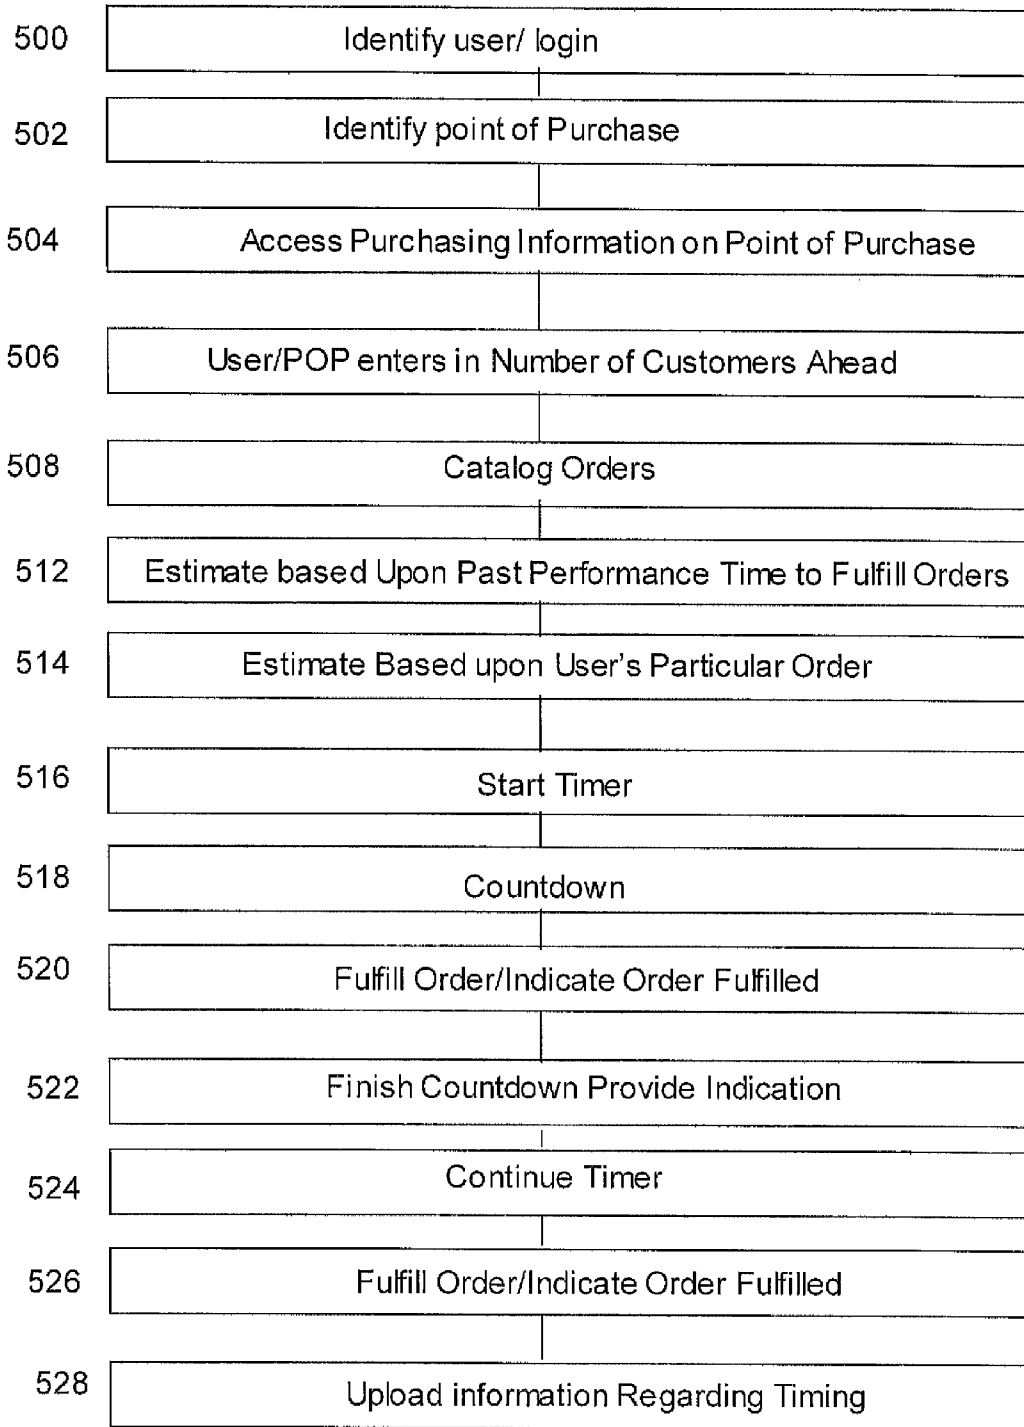 500 Identify user/ login
502 Identify point of Purchase
504 Access Purchasing Information on Point of Purchase
506 User/POP enters in Number of Customers Ahead
508 Catalog Orders
512 Estimate based Upon Past Performance Time to Fulfill Orders
514 Estimate Based upon User's Particular Order
516 Start Timer
518 Countdown
520 Fulfill Order/Indicate Order Fulfilled
522 Finish Countdown Provide Indication
524 Continue Timer
526 Fulfill Order/Indicate Order Fulfilled
528 Upload information Regarding Timing